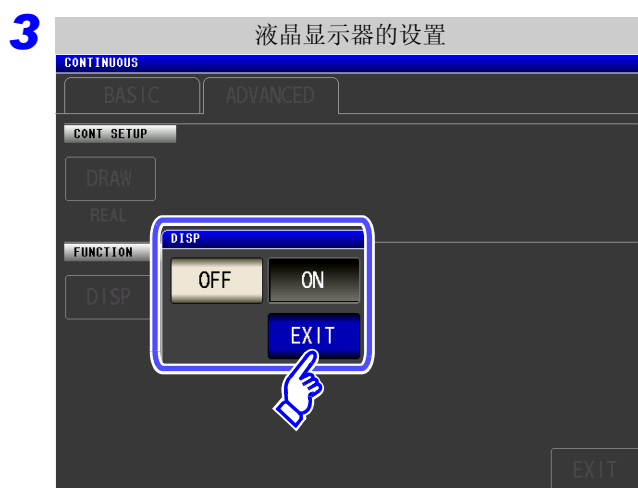 3
液晶显示器的设置
CONTINUOUS
BASIC ADVANCED
CONT SETUP
DRAW
REAL
DISP
FUNCTION
OFF ON
DISP
EXIT
EXIT